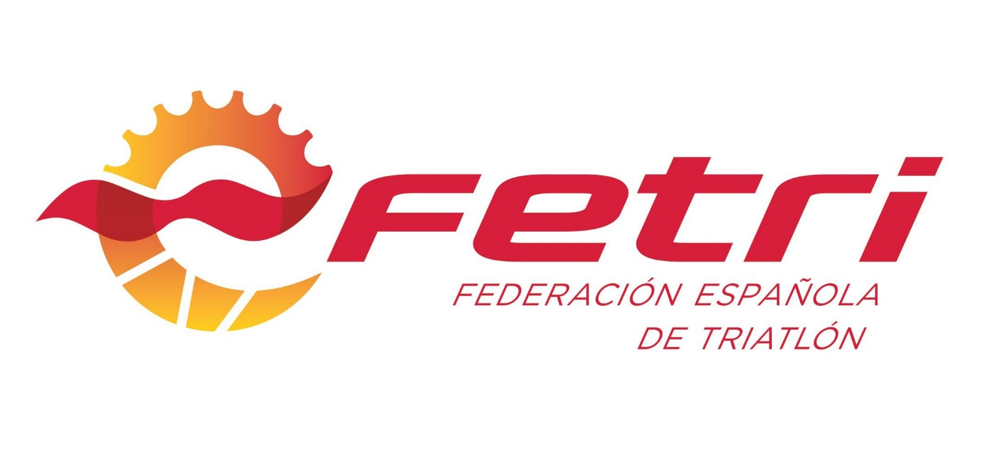 fetri
FEDERACIÓN ESPAÑOLA
DE TRIATLÓN